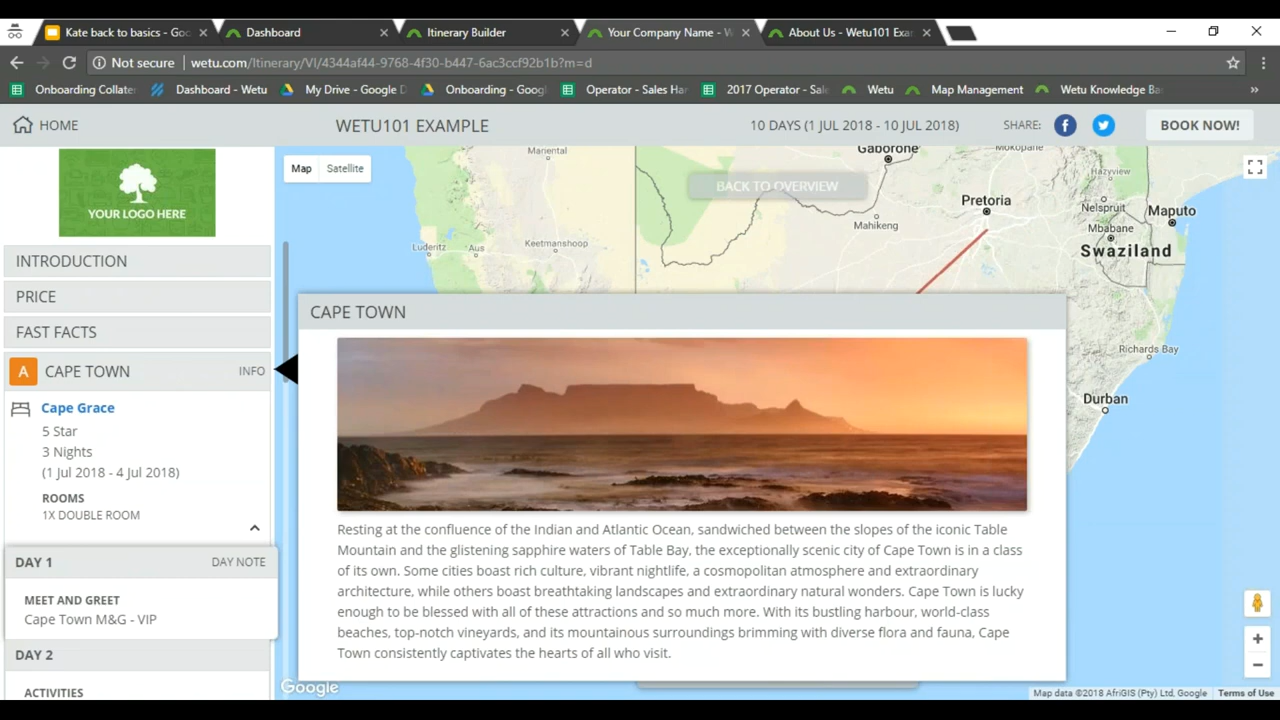 Kate back to basics - Goo
Dashboard
Itinerary Builder
Your Company Name - W
About Us - Wetu101 Exar
Not secure | wetu.com/Itinerary/VI/4344af44-9768-4f30-b447-6ac3ccf92b1b?m=d
Onboarding Collater
Dashboard - Wetu
My Drive - Google D
Onboarding - Googl
Operator - Sales Har
2017 Operator - Sale
Wetu
Map Management
Wetu Knowledge Ba
»
HOME
WETU101 EXAMPLE
10 DAYS (1 JUL 2018 - 10 JUL 2018)
SHARE:
BOOK NOW!
YOUR LOGO HERE
INTRODUCTION
PRICE
FAST FACTS
A CAPE TOWN INFO
Cape Grace
5 Star
3 Nights
(1 Jul 2018 - 4 Jul 2018)
ROOMS
1X DOUBLE ROOM
DAY 1 DAY NOTE
MEET AND GREET
Cape Town M&G - VIP
DAY 2
ACTIVITIES
Map Satellite
BACK TO OVERVIEW
Mariental
Gaborone
Mokopane
Hazyview
Pretoria
Nelspruit
Maputo
Mahikeng
Mbabane
Luderitz
Aus
Keetmanshoop
Swaziland
Richards Bay
Durban
CAPE TOWN
Resting at the confluence of the Indian and Atlantic Ocean, sandwiched between the slopes of the iconic Table
Mountain and the glistening sapphire waters of Table Bay, the exceptionally scenic city of Cape Town is in a class
of its own. Some cities boast rich culture, vibrant nightlife, a cosmopolitan atmosphere and extraordinary
architecture, while others boast breathtaking landscapes and extraordinary natural wonders. Cape Town is lucky
enough to be blessed with all of these attractions and so much more. With its bustling harbour, world-class
beaches, top-notch vineyards, and its mountainous surroundings brimming with diverse flora and fauna, Cape
Town consistently captivates the hearts of all who visit.
Google
Map data ©2018 AfriGIS (Pty) Ltd, Google
Terms of Use